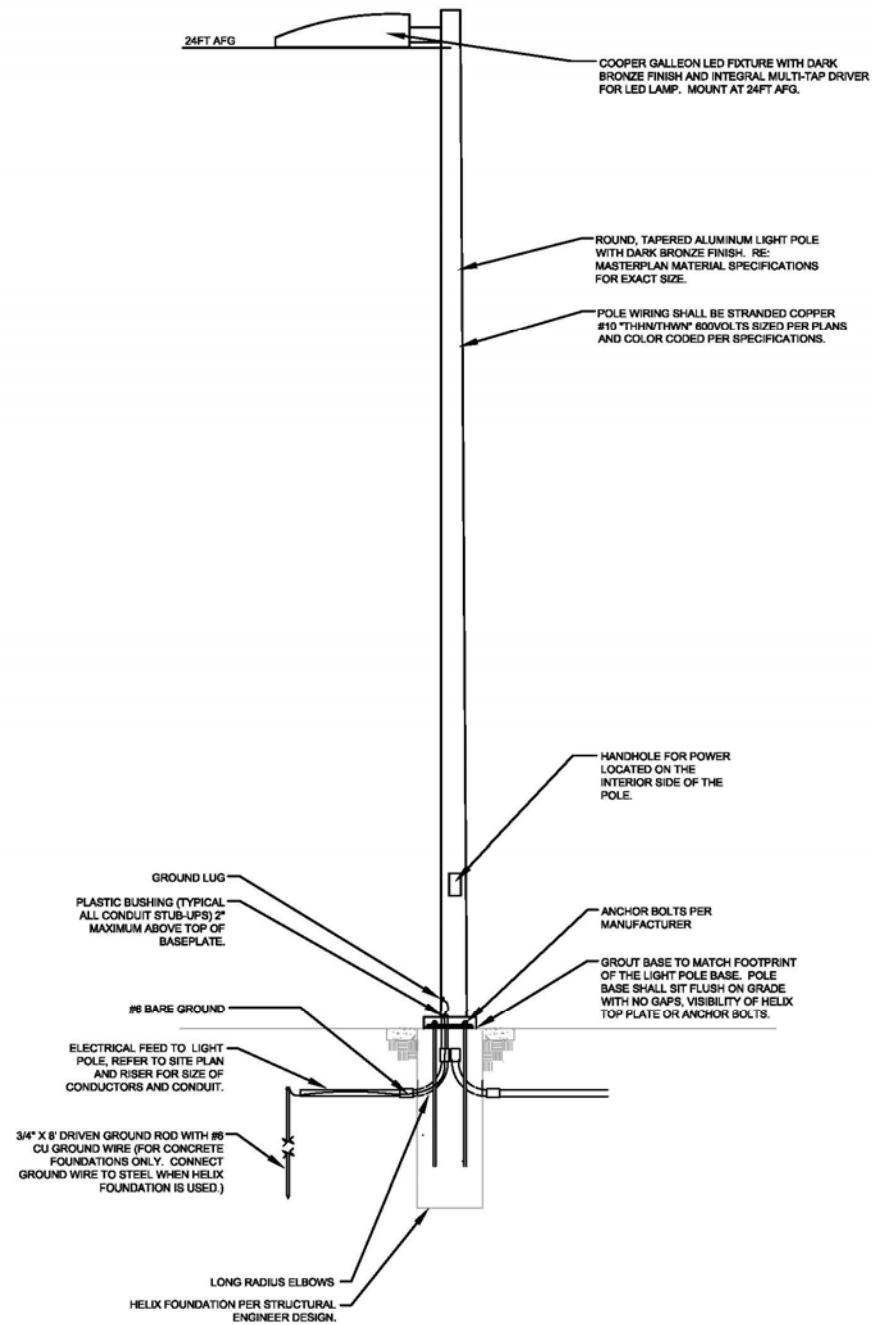 24FT AFG
COOPER GALLEON LED FIXTURE WITH DARK
BRONZE FINISH AND INTEGRAL MULTI-TAP DRIVER
FOR LED LAMP. MOUNT AT 24FT AFG.
ROUND, TAPERED ALUMINUM LIGHT POLE
WITH DARK BRONZE FINISH. RE:
MASTERPLAN MATERIAL SPECIFICATIONS
FOR EXACT SIZE.
POLE WIRING SHALL BE STRANDED COPPER
#10 "THHN/THWN" 600VOLTS SIZED PER PLANS
AND COLOR CODED PER SPECIFICATIONS.
HANDHOLE FOR POWER
LOCATED ON THE
INTERIOR SIDE OF THE
POLE.
GROUND LUG
PLASTIC BUSHING (TYPICAL
ALL CONDUIT STUB-UPS) 2"
MAXIMUM ABOVE TOP OF
BASEPLATE.
ANCHOR BOLTS PER
MANUFACTURER
GROUT BASE TO MATCH FOOTPRINT
OF THE LIGHT POLE BASE. POLE
BASE SHALL SIT FLUSH ON GRADE
WITH NO GAPS, VISIBILITY OF HELIX
TOP PLATE OR ANCHOR BOLTS.
#6 BARE GROUND
ELECTRICAL FEED TO LIGHT
POLE, REFER TO SITE PLAN
AND RISER FOR SIZE OF
CONDUCTORS AND CONDUIT.
3/4" X 8' DRIVEN GROUND ROD WITH #6
CU GROUND WIRE (FOR CONCRETE
FOUNDATIONS ONLY. CONNECT
GROUND WIRE TO STEEL WHEN HELIX
FOUNDATION IS USED.)
LONG RADIUS ELBOWS
HELIX FOUNDATION PER STRUCTURAL
ENGINEER DESIGN.